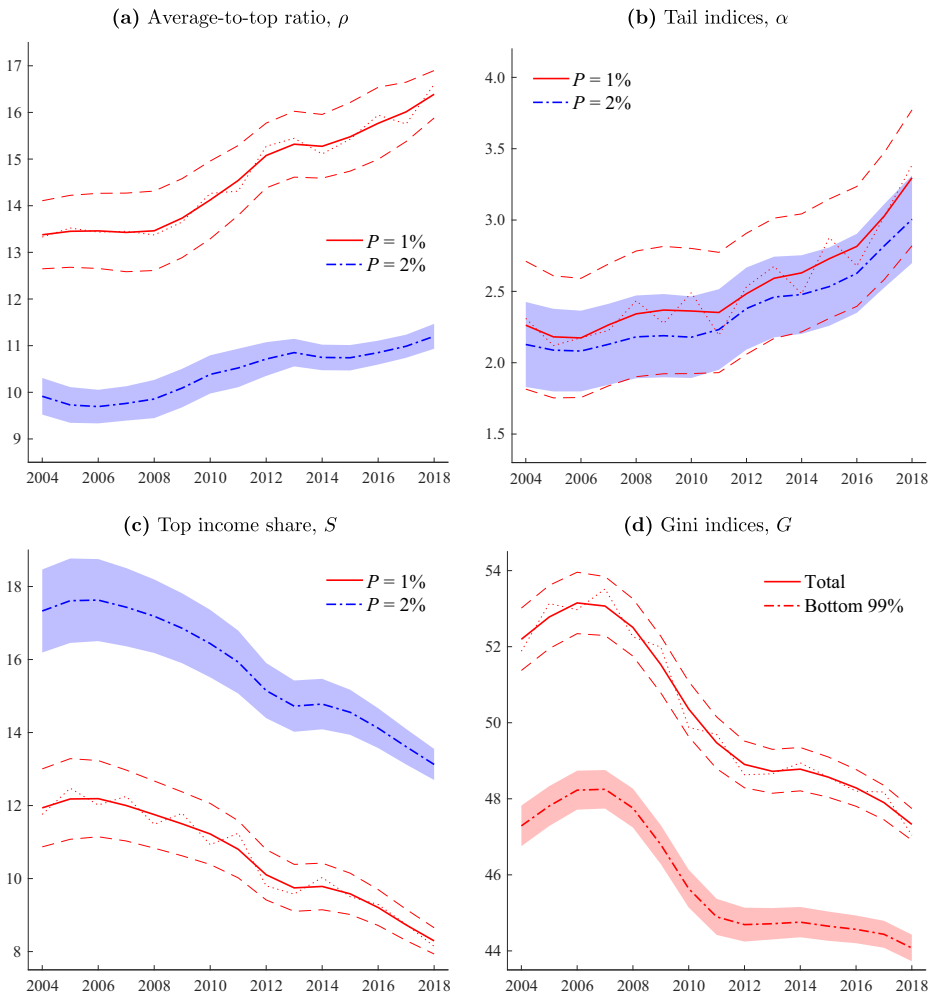 (a) Average-to-top ratio, ρ
17
16
15
14
13
12
11
10
9
P = 1%
P = 2%
2004 2006 2008 2010 2012 2014 2016 2018
(b) Tail indices, α
4.0
3.5
3.0
2.5
2.0
1.5
P = 1%
P = 2%
2004 2006 2008 2010 2012 2014 2016 2018
(c) Top income share, S
18
16
14
12
10
8
P = 1%
P = 2%
2004 2006 2008 2010 2012 2014 2016 2018
(d) Gini indices, G
54
52
50
48
46
44
Total
Bottom 99%
2004 2006 2008 2010 2012 2014 2016 2018